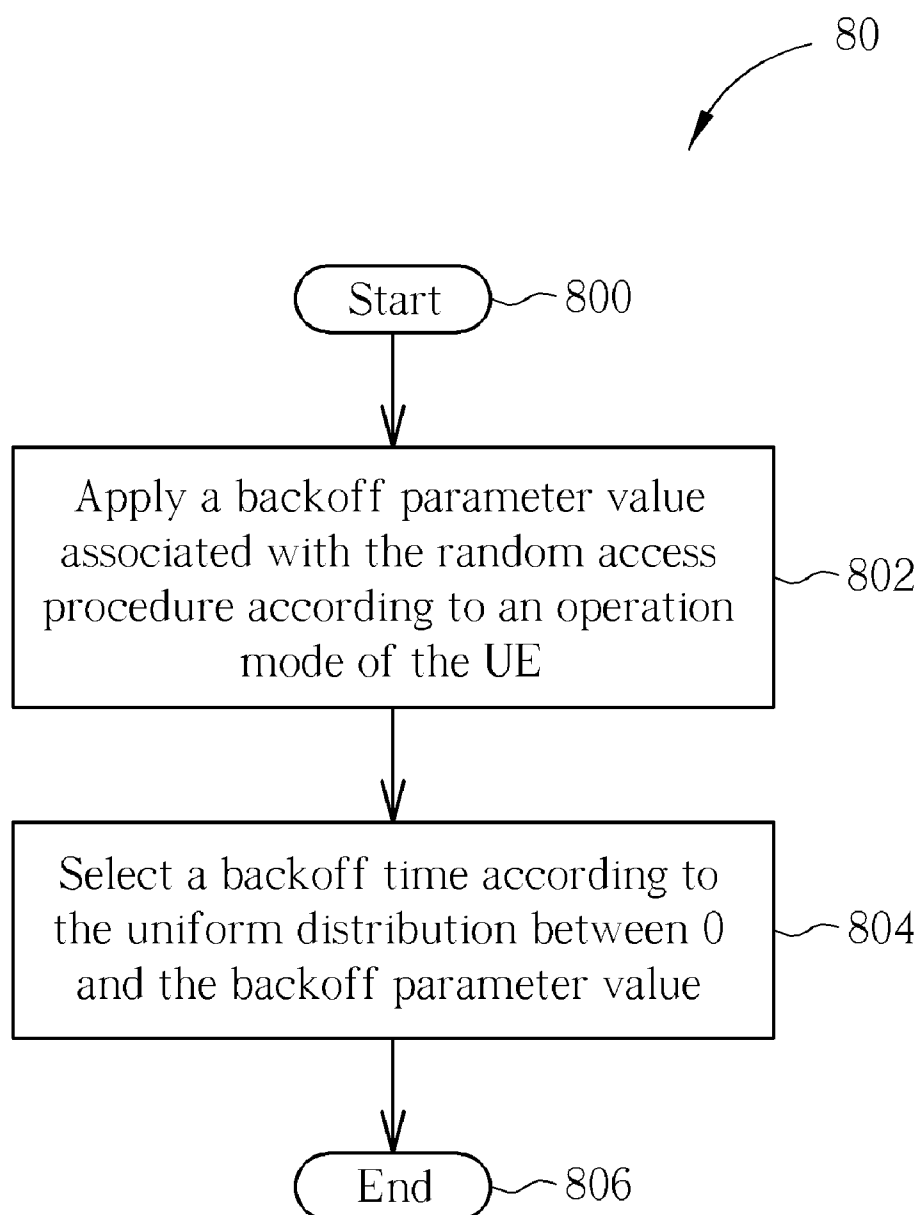 80
Start
800
Apply a backoff parameter value
associated with the random access
procedure according to an operation
mode of the UE
802
Select a backoff time according to
the uniform distribution between 0
and the backoff parameter value
804
End
806